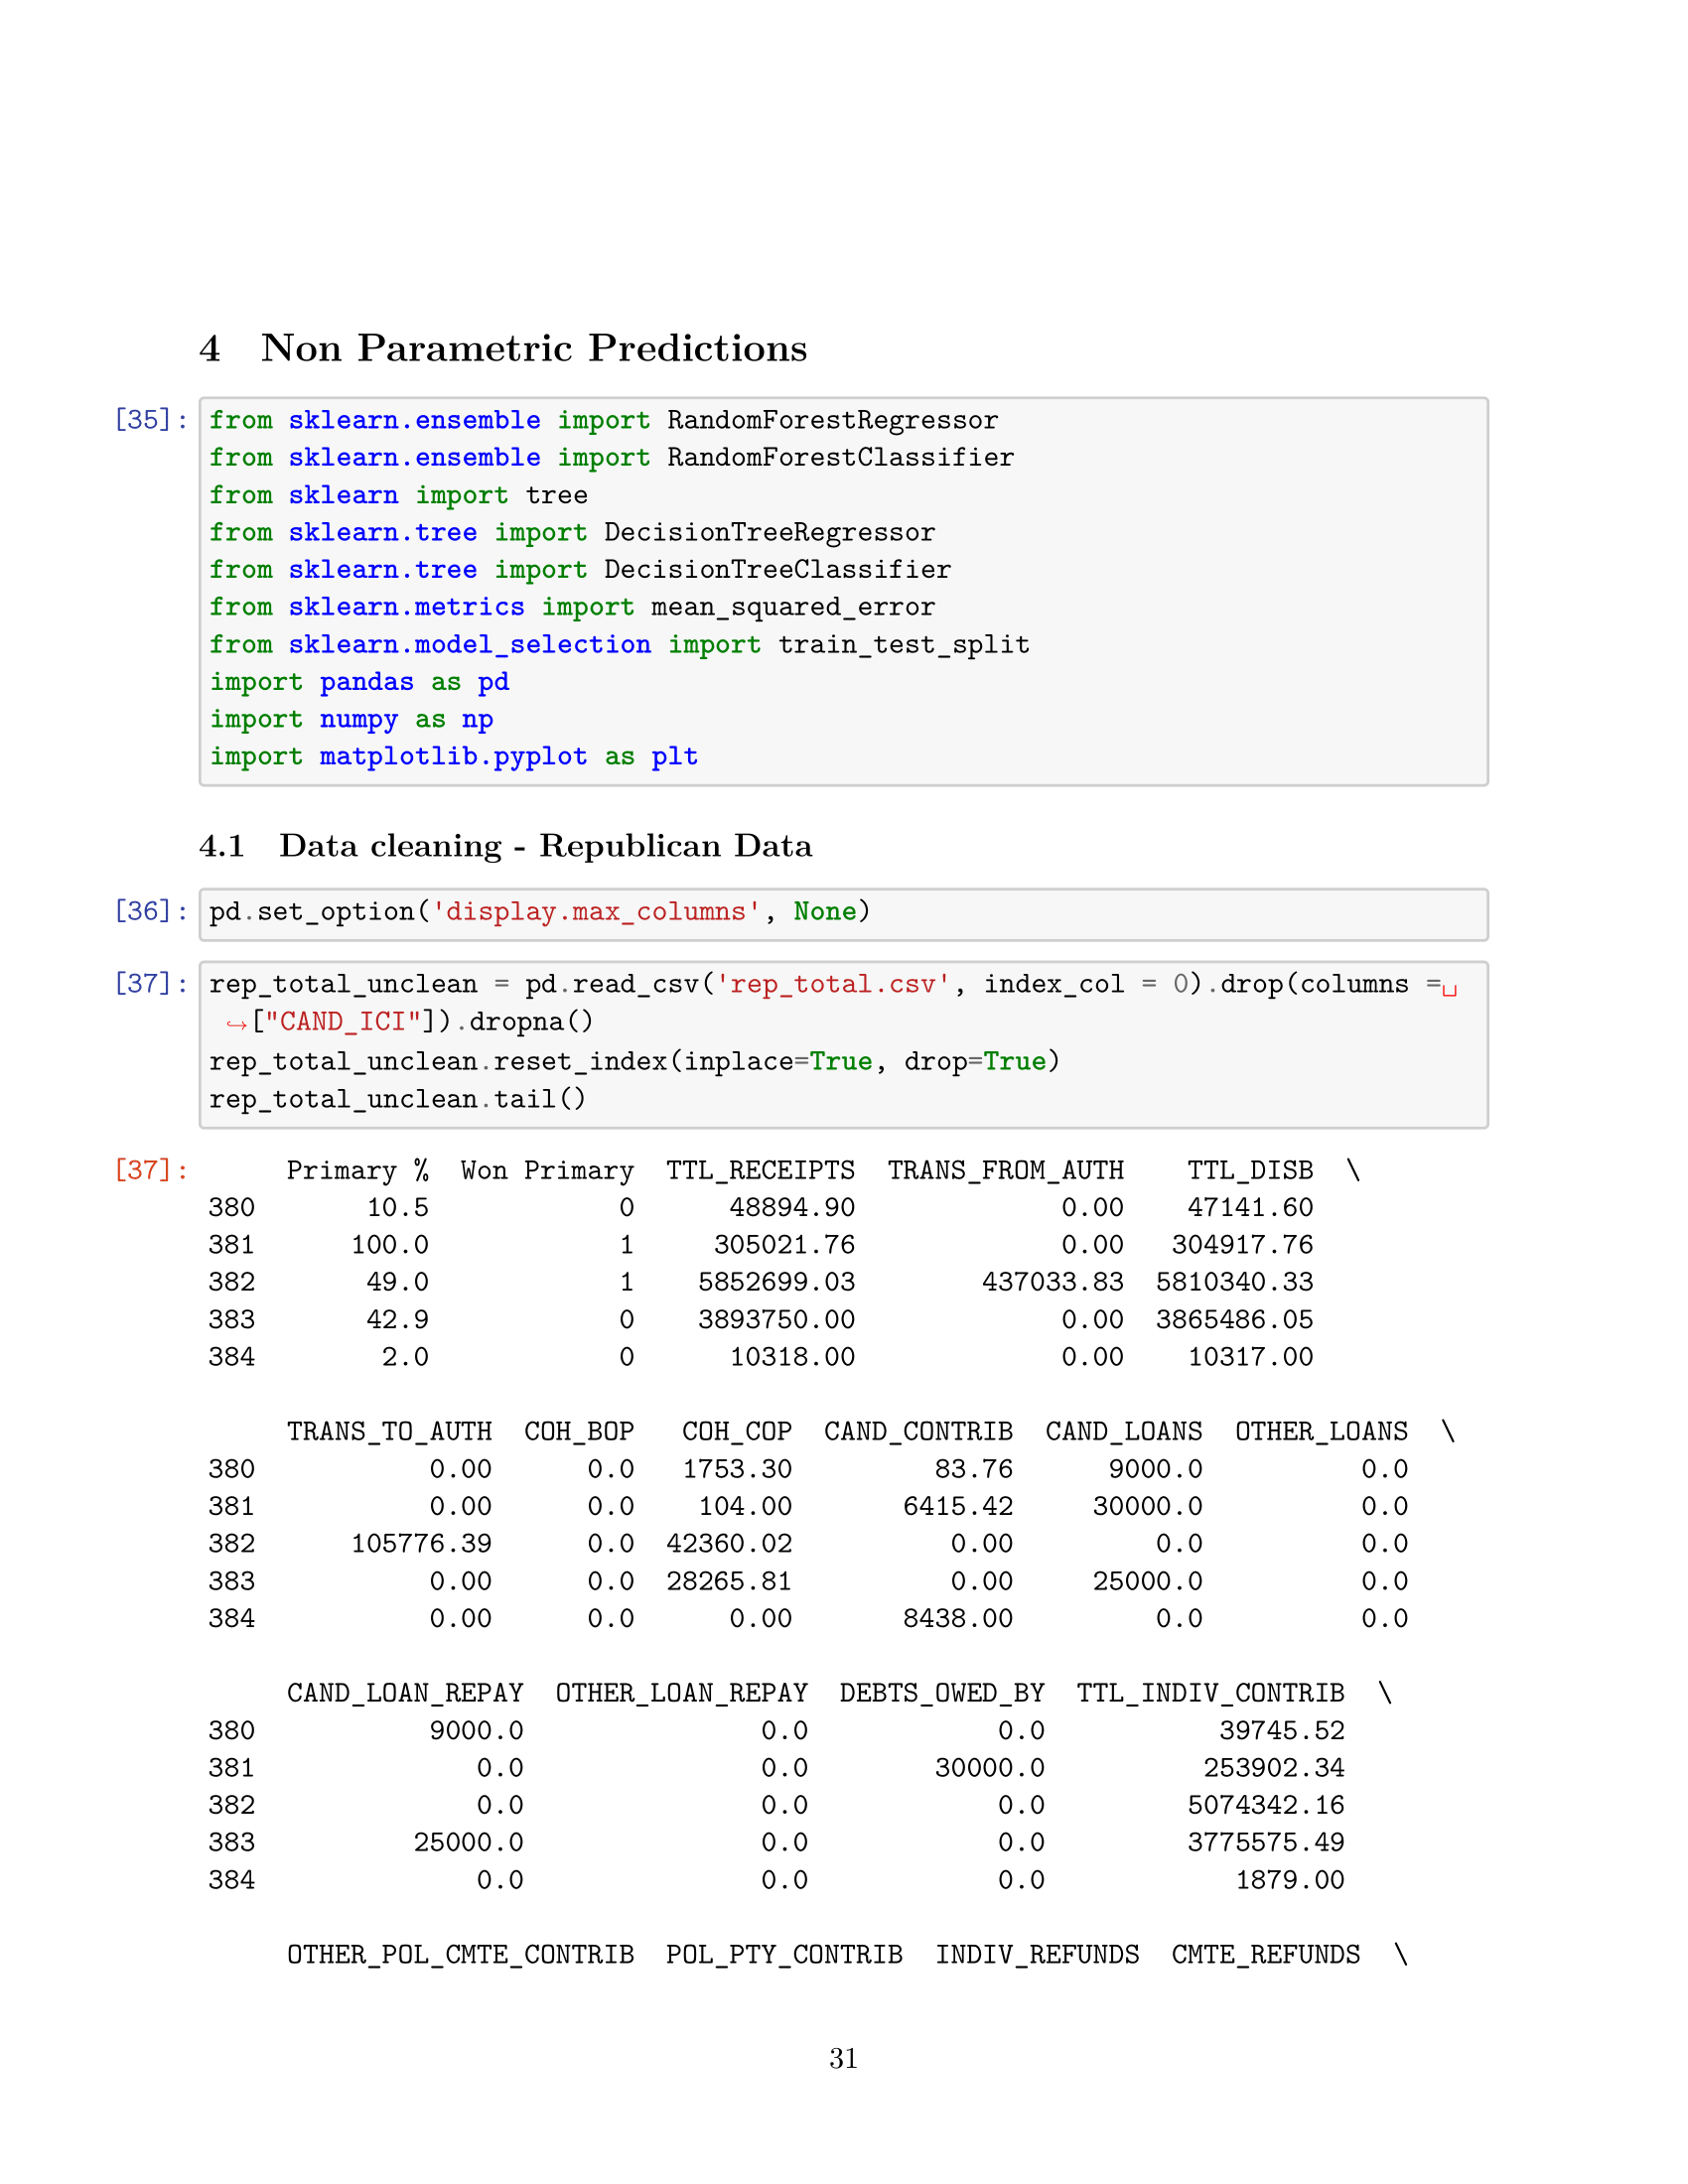 4 Non Parametric Predictions
[35]: from sklearn.ensemble import RandomForestRegressor
from sklearn.ensemble import RandomForestClassifier
from sklearn import tree
from sklearn.tree import DecisionTreeRegressor
from sklearn.tree import DecisionTreeClassifier
from sklearn.metrics import mean_squared_error
from sklearn.model_selection import train_test_split
import pandas as pd
import numpy as np
import matplotlib.pyplot as plt
4.1 Data cleaning - Republican Data
[36]: pd.set_option('display.max_columns', None)
[37]: rep_total_unclean = pd.read_csv('rep_total.csv', index_col = 0).drop(columns =␣
↪["CAND_ICI"]).dropna()
rep_total_unclean.reset_index(inplace=True, drop=True)
rep_total_unclean.tail()
[37]: Primary % Won Primary TTL_RECEIPTS TRANS_FROM_AUTH TTL_DISB \
380 10.5 0 48894.90 0.00 47141.60
381 100.0 1 305021.76 0.00 304917.76
382 49.0 1 5852699.03 437033.83 5810340.33
383 42.9 0 3893750.00 0.00 3865486.05
384 2.0 0 10318.00 0.00 10317.00
TRANS_TO_AUTH COH_BOP COH_COP CAND_CONTRIB CAND_LOANS OTHER_LOANS \
380 0.00 0.0 1753.30 83.76 9000.0 0.0
381 0.00 0.0 104.00 6415.42 30000.0 0.0
382 105776.39 0.0 42360.02 0.00 0.0 0.0
383 0.00 0.0 28265.81 0.00 25000.0 0.0
384 0.00 0.0 0.00 8438.00 0.0 0.0
CAND_LOAN_REPAY OTHER_LOAN_REPAY DEBTS_OWED_BY TTL_INDIV_CONTRIB \
380 9000.0 0.0 0.0 39745.52
381 0.0 0.0 30000.0 253902.34
382 0.0 0.0 0.0 5074342.16
383 25000.0 0.0 0.0 3775575.49
384 0.0 0.0 0.0 1879.00
OTHER_POL_CMTE_CONTRIB POL_PTY_CONTRIB INDIV_REFUNDS CMTE_REFUNDS \
31